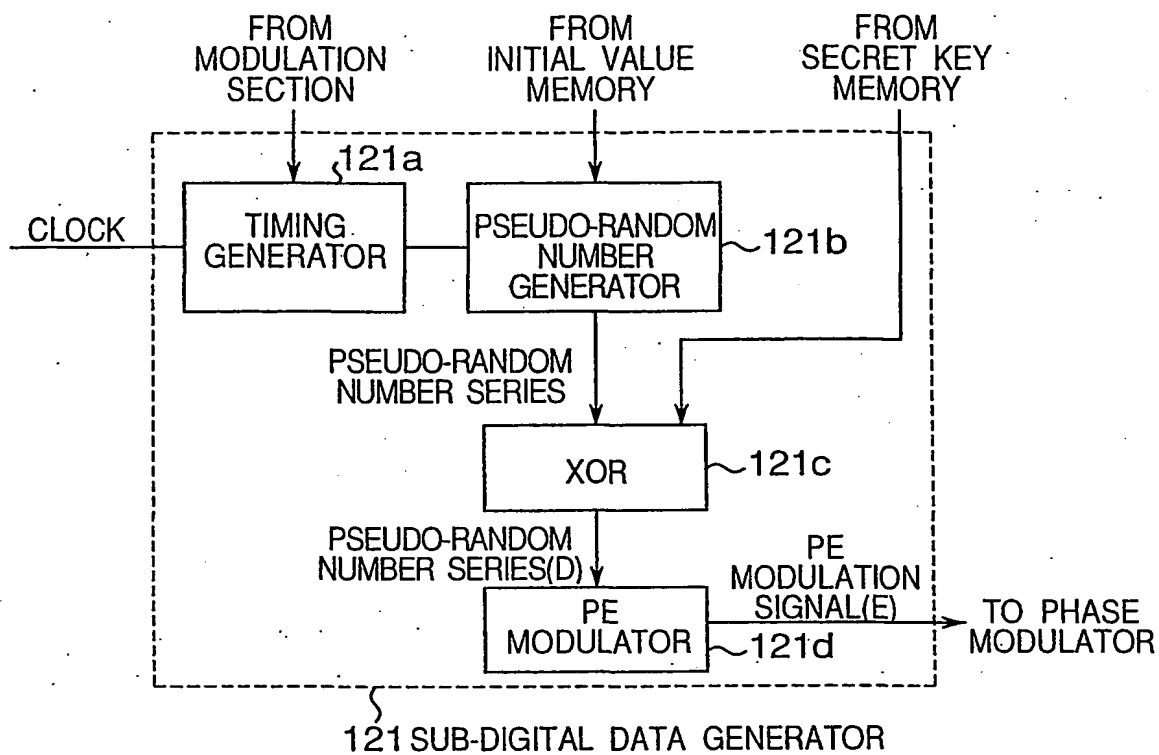 FROM
MODULATION
SECTION
FROM
INITIAL VALUE
MEMORY
FROM
SECRET KEY
MEMORY
121a
CLOCK
TIMING
GENERATOR
PSEUDO-RANDOM
NUMBER
GENERATOR
121b
PSEUDO-RANDOM
NUMBER SERIES
XOR
121c
PSEUDO-RANDOM
NUMBER SERIES(D)
PE
MODULATION
SIGNAL(E)
PE
MODULATOR
121d
TO PHASE
MODULATOR
121 SUB-DIGITAL DATA GENERATOR